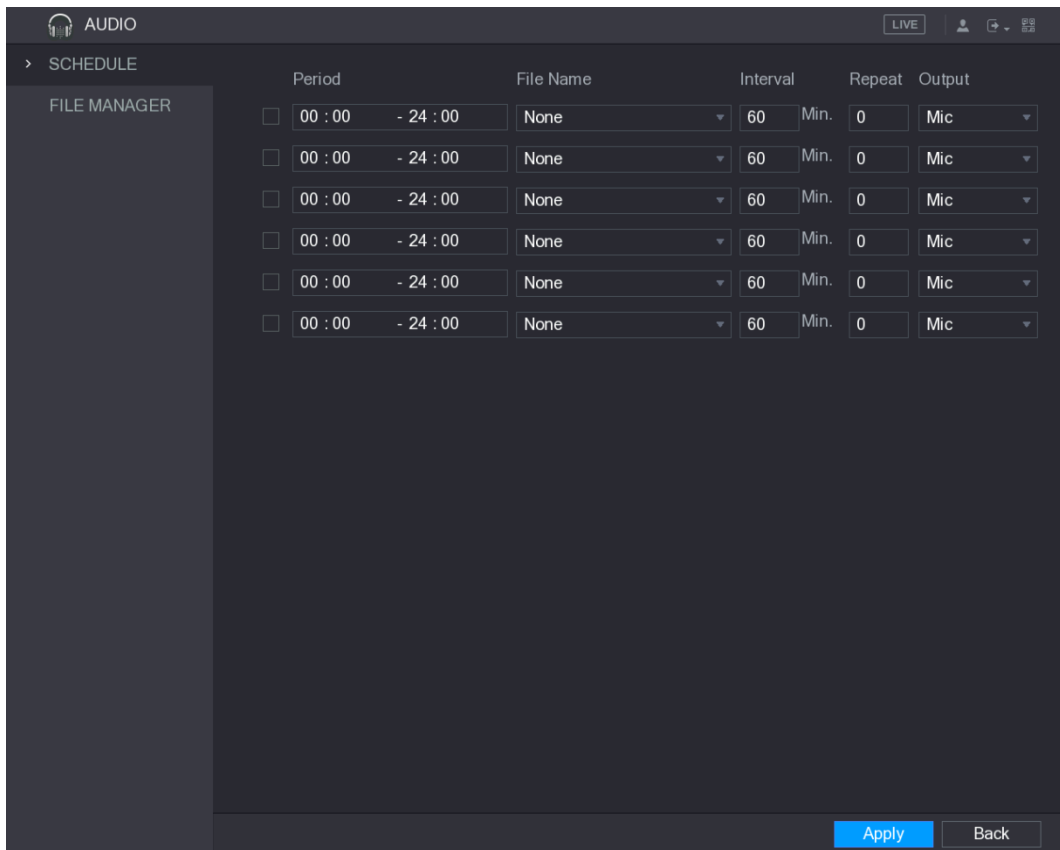 AUDIO LIVE
SCHEDULE
FILE MANAGER
Period File Name Interval Repeat Output
00 : 00 - 24 : 00 None 60 Min. 0 Mic
00 : 00 - 24 : 00 None 60 Min. 0 Mic
00 : 00 - 24 : 00 None 60 Min. 0 Mic
00 : 00 - 24 : 00 None 60 Min. 0 Mic
00 : 00 - 24 : 00 None 60 Min. 0 Mic
00 : 00 - 24 : 00 None 60 Min. 0 Mic
Apply Back